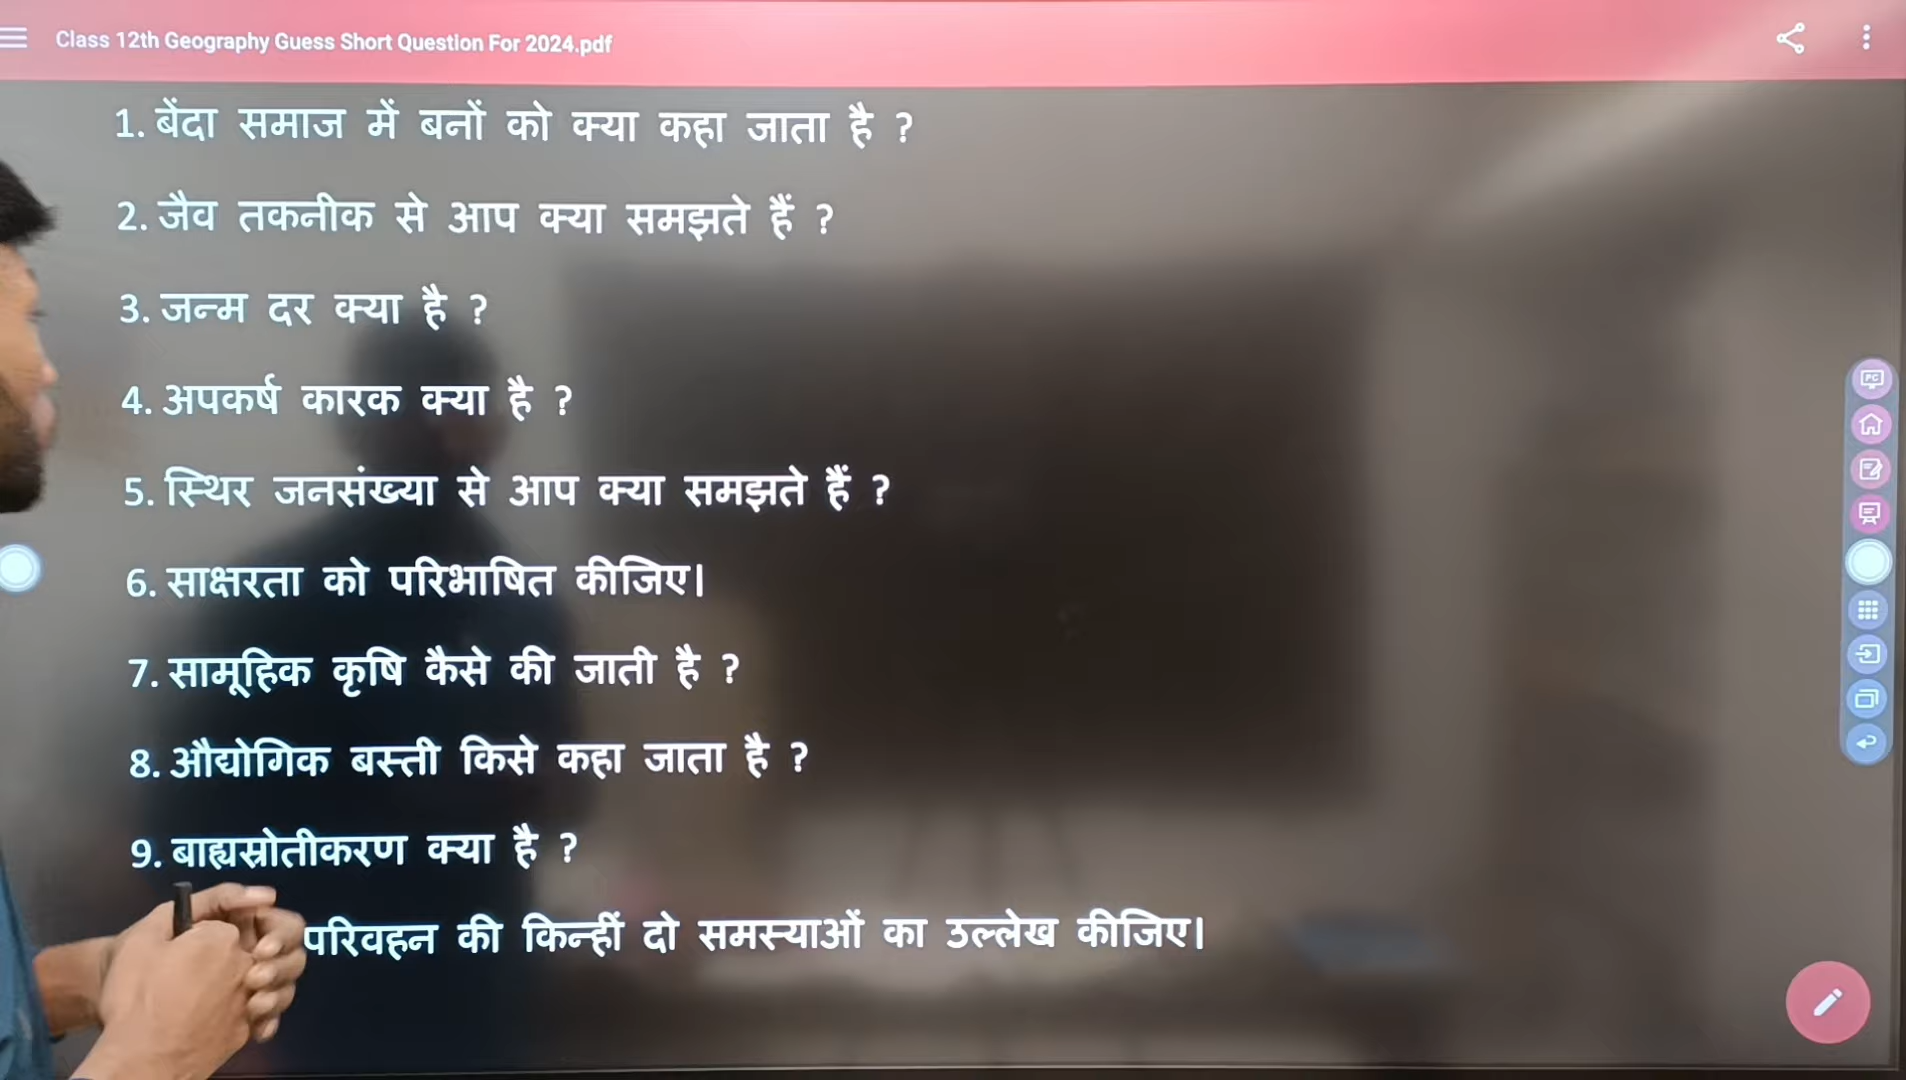 Class 12th Geography Guess Short Question For 2024.pdf
1. बेंदा समाज में बनों को क्या कहा जाता है ?
2. जैव तकनीक से आप क्या समझते हैं ?
3. जन्म दर क्या है ?
4. अपकर्ष कारक क्या है ?
5. स्थिर जनसंख्या से आप क्या समझते हैं ?
6. साक्षरता को परिभाषित कीजिए।
7. सामूहिक कृषि कैसे की जाती है ?
8. औद्योगिक बस्ती किसे कहा जाता है ?
9. बाह्यस्रोतीकरण क्या है ?
परिवहन की किन्हीं दो समस्याओं का उल्लेख कीजिए।